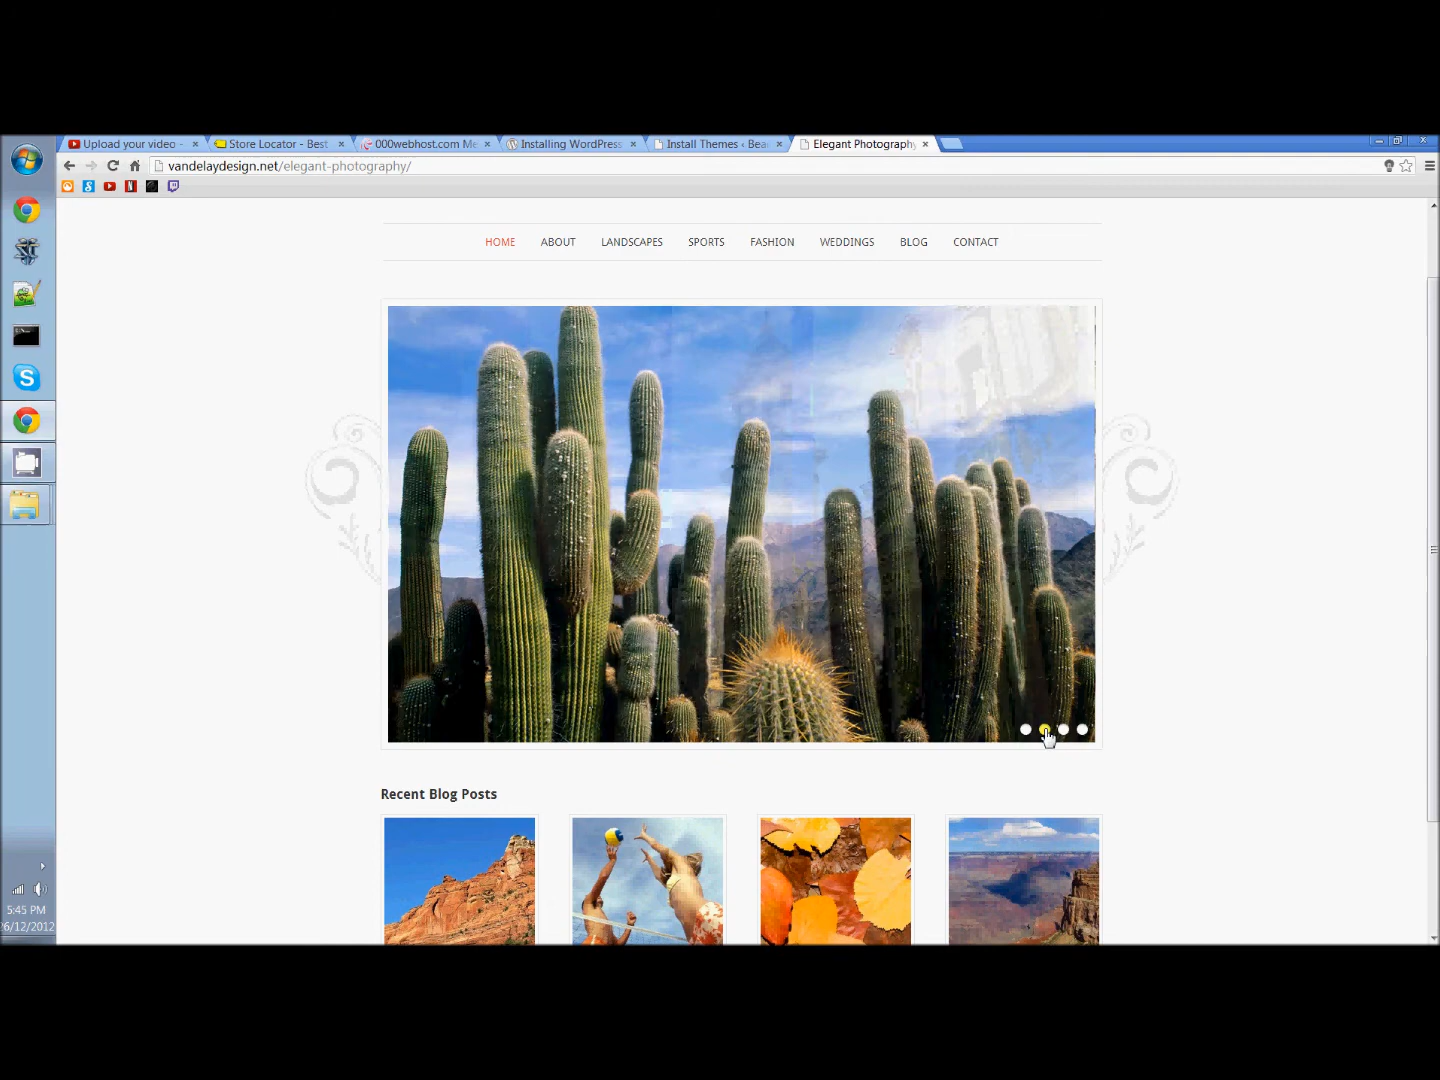 Upload your video -
Store Locator - Best
000webhost.com Me
Installing WordPress
Install Themes ‹ Bea
Elegant Photography
vandelaydesign.net/elegant-photography/
HOME ABOUT LANDSCAPES SPORTS FASHION WEDDINGS BLOG CONTACT
Recent Blog Posts
5:45 PM
26/12/2012